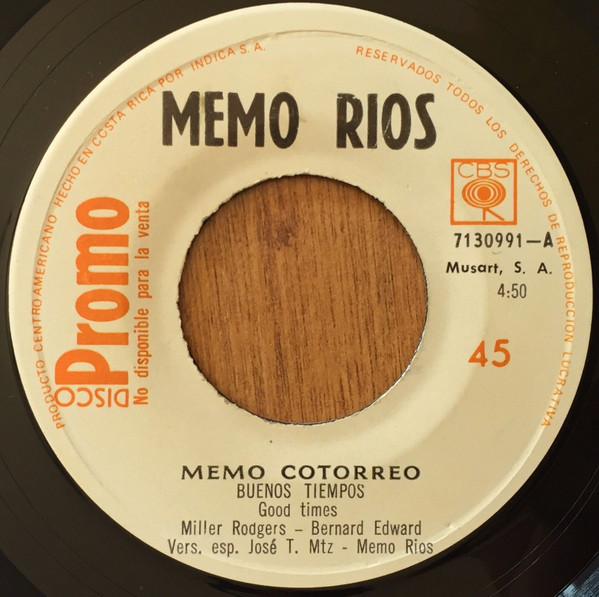 PRODUCTO CENTROAMERICANO HECHO EN COSTA RICA POR INDICA S.A.
RESERVADOS TODOS LOS DERECHOS DE REPRODUCCION LUCRATIVA
MEMO RIOS
DISCO
Promo
No disponible para la venta
CBS
7130991-A
Musart, S. A.
4:50
45
MEMO COTORREO
BUENOS TIEMPOS
Good times
Miller Rodgers - Bernard Edward
Vers. esp. José T. Mtz - Memo Rios